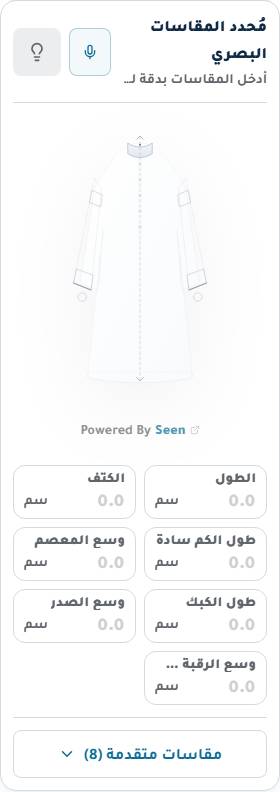 مُحدد المقاسات
البصري
أدخل المقاسات بدقة لـ...
Powered By Seen
الطول
0.0 سم
الكتف
0.0 سم
طول الكم سادة
0.0 سم
وسع المعصم
0.0 سم
طول الكبك
0.0 سم
وسع الصدر
0.0 سم
وسع الرقبة ...
0.0 سم
مقاسات متقدمة (8)